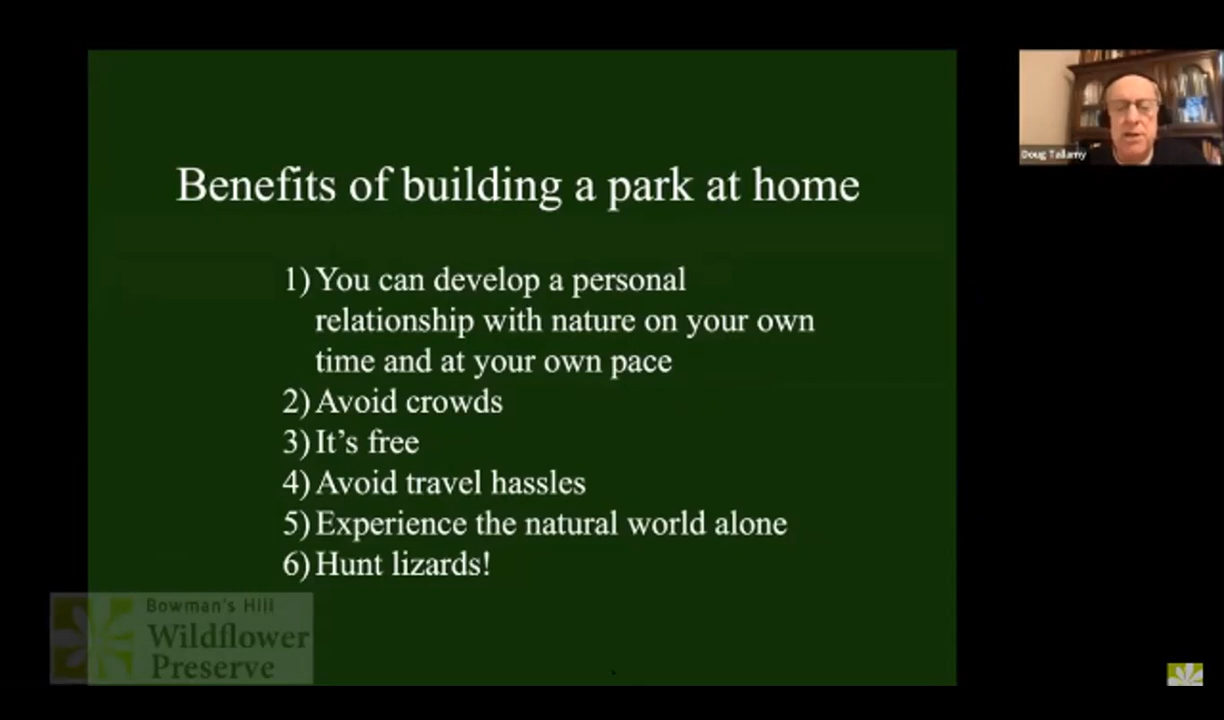 Benefits of building a park at home
1) You can develop a personal
relationship with nature on your own
time and at your own pace
2) Avoid crowds
3) It's free
4) Avoid travel hassles
5) Experience the natural world alone
6) Hunt lizards!
Bowman's Hill
Wildflower
Preserve
Doug Tallamy